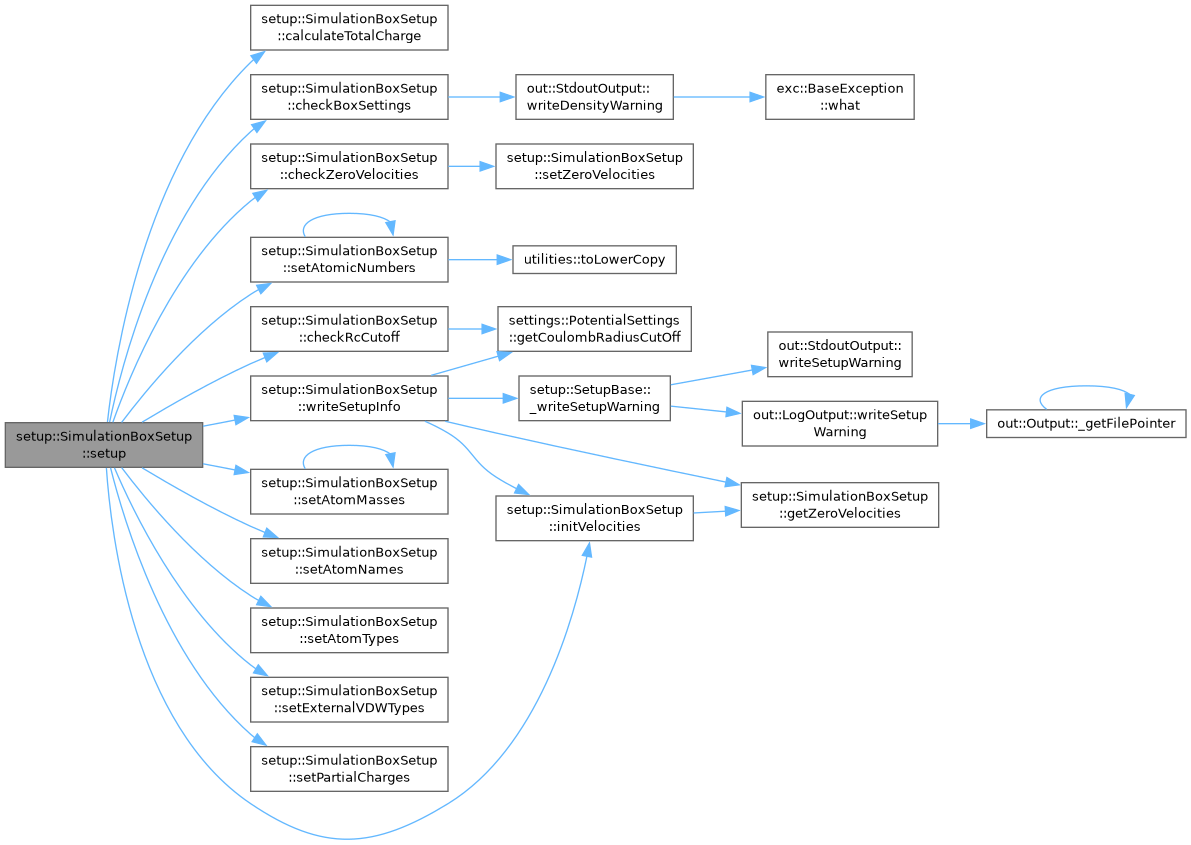 setup::SimulationBoxSetup
::setup
setup::SimulationBoxSetup
::calculateTotalCharge
setup::SimulationBoxSetup
::checkBoxSettings
out::StdoutOutput::
writeDensityWarning
exc::BaseException
::what
setup::SimulationBoxSetup
::checkZeroVelocities
setup::SimulationBoxSetup
::setZeroVelocities
setup::SimulationBoxSetup
::setAtomicNumbers
utilities::toLowerCopy
setup::SimulationBoxSetup
::checkRcCutoff
settings::PotentialSettings
::getCoulombRadiusCutOff
setup::SimulationBoxSetup
::writeSetupInfo
setup::SetupBase::
_writeSetupWarning
out::StdoutOutput::
writeSetupWarning
out::LogOutput::writeSetup
Warning
out::Output::_getFilePointer
setup::SimulationBoxSetup
::setAtomMasses
setup::SimulationBoxSetup
::initVelocities
setup::SimulationBoxSetup
::getZeroVelocities
setup::SimulationBoxSetup
::setAtomNames
setup::SimulationBoxSetup
::setAtomTypes
setup::SimulationBoxSetup
::setExternalVDWTypes
setup::SimulationBoxSetup
::setPartialCharges